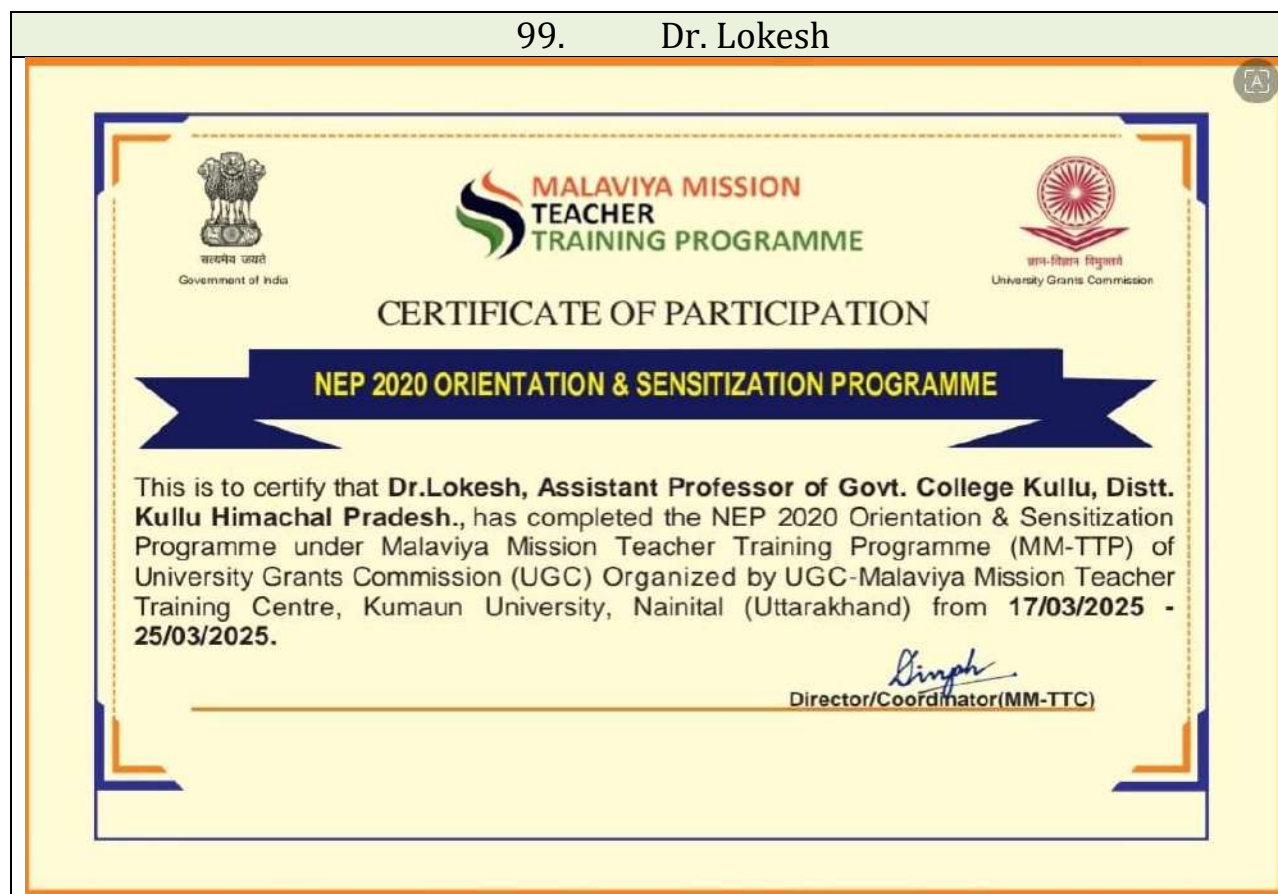 99. Dr. Lokesh
MALAVIYA MISSION
TEACHER
TRAINING PROGRAMME
सत्यमेव जयते
Government of India
ज्ञान-विज्ञान विमुक्तये
University Grants Commission
CERTIFICATE OF PARTICIPATION
NEP 2020 ORIENTATION & SENSITIZATION PROGRAMME
This is to certify that Dr.Lokesh, Assistant Professor of Govt. College Kullu, Distt.
Kullu Himachal Pradesh., has completed the NEP 2020 Orientation & Sensitization
Programme under Malaviya Mission Teacher Training Programme (MM-TTP) of
University Grants Commission (UGC) Organized by UGC-Malaviya Mission Teacher
Training Centre, Kumaun University, Nainital (Uttarakhand) from 17/03/2025 -
25/03/2025.
Director/Coordinator(MM-TTC)